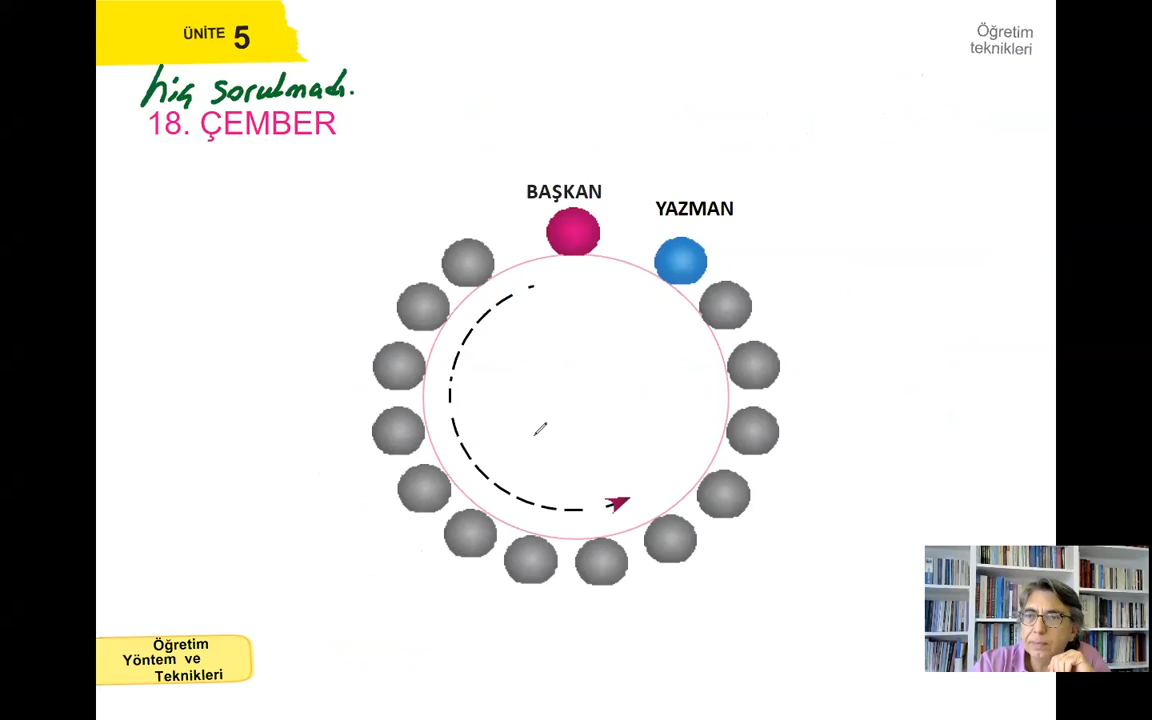 ÜNİTE 5
Öğretim
teknikleri
hiç sorulmadı.
18. ÇEMBER
BAŞKAN
YAZMAN
Öğretim
Yöntem ve
Teknikleri